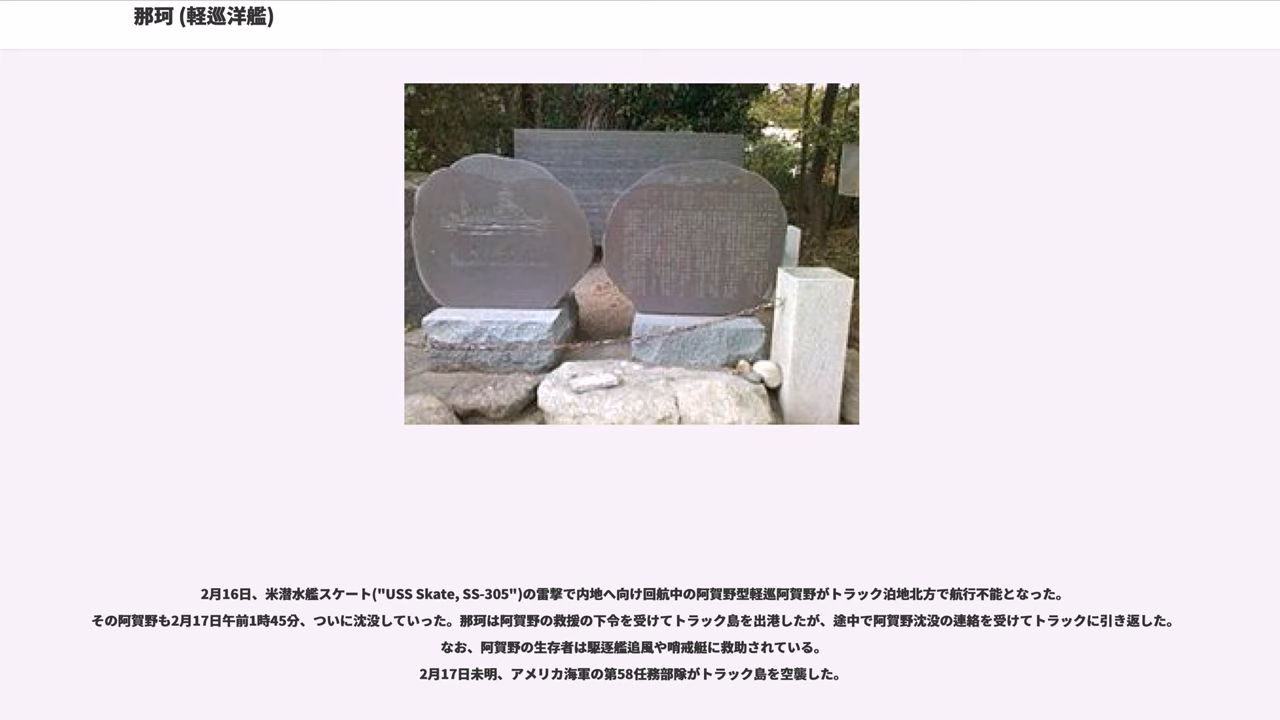 那珂 (軽巡洋艦)
2月16日、米潜水艦スケート("USS Skate, SS-305")の雷撃で内地へ向け回航中の阿賀野型軽巡阿賀野がトラック泊地北方で航行不能となった。
その阿賀野も2月17日午前1時45分、ついに沈没していった。那珂は阿賀野の救援の下令を受けてトラック島を出港したが、途中で阿賀野沈没の連絡を受けてトラックに引き返した。
なお、阿賀野の生存者は駆逐艦追風や哨戒艇に救助されている。
2月17日未明、アメリカ海軍の第58任務部隊がトラック島を空襲した。